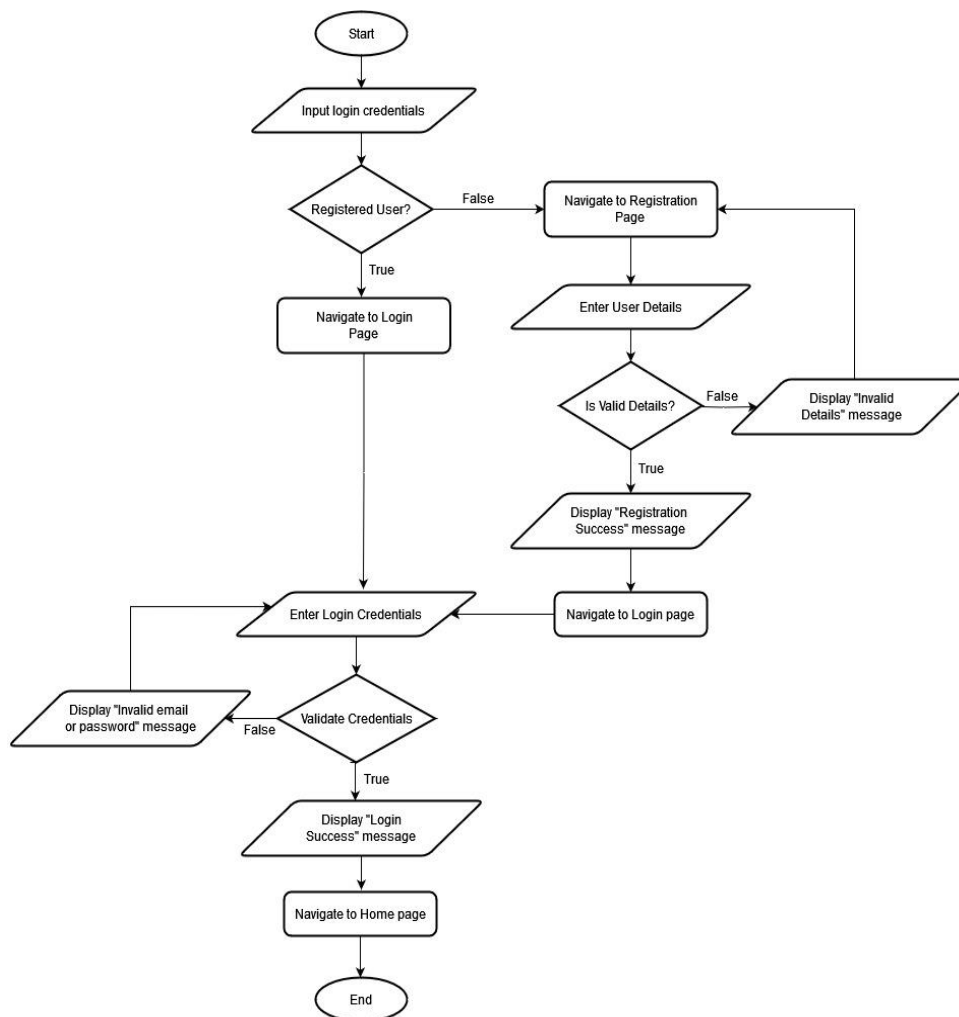 Start
Input login credentials
Registered User?
False
Navigate to Registration
Page
True
Navigate to Login
Page
Enter User Details
Is Valid Details?
False
Display "Invalid
Details" message
True
Display "Registration
Success" message
Navigate to Login page
Enter Login Credentials
Display "Invalid email
or password" message
False
Validate Credentials
True
Display "Login
Success" message
Navigate to Home page
End